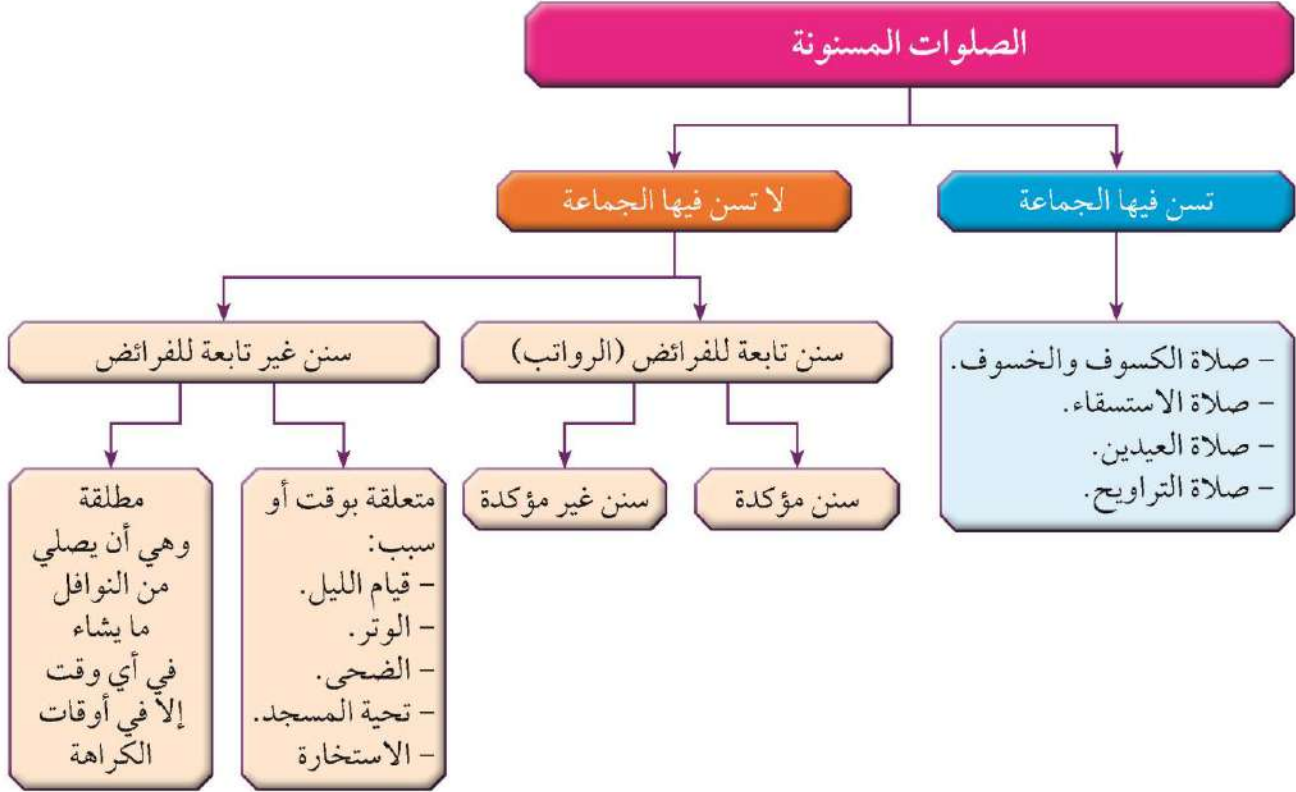 الصلوات المسنونة
تسن فيها الجماعة
لا تسن فيها الجماعة
- صلاة الكسوف والخسوف.
- صلاة الاستسقاء.
- صلاة العيدين.
- صلاة التراويح.
سنن تابعة للفرائض (الرواتب)
سنن غير تابعة للفرائض
سنن مؤكدة
سنن غير مؤكدة
متعلقة بوقت أو
سبب:
- قيام الليل.
- الوتر.
- الضحى.
- تحية المسجد.
- الاستخارة
مطلقة
وهي أن يصلي
من النوافل
ما يشاء
في أي وقت
إلا في أوقات
الكراهة